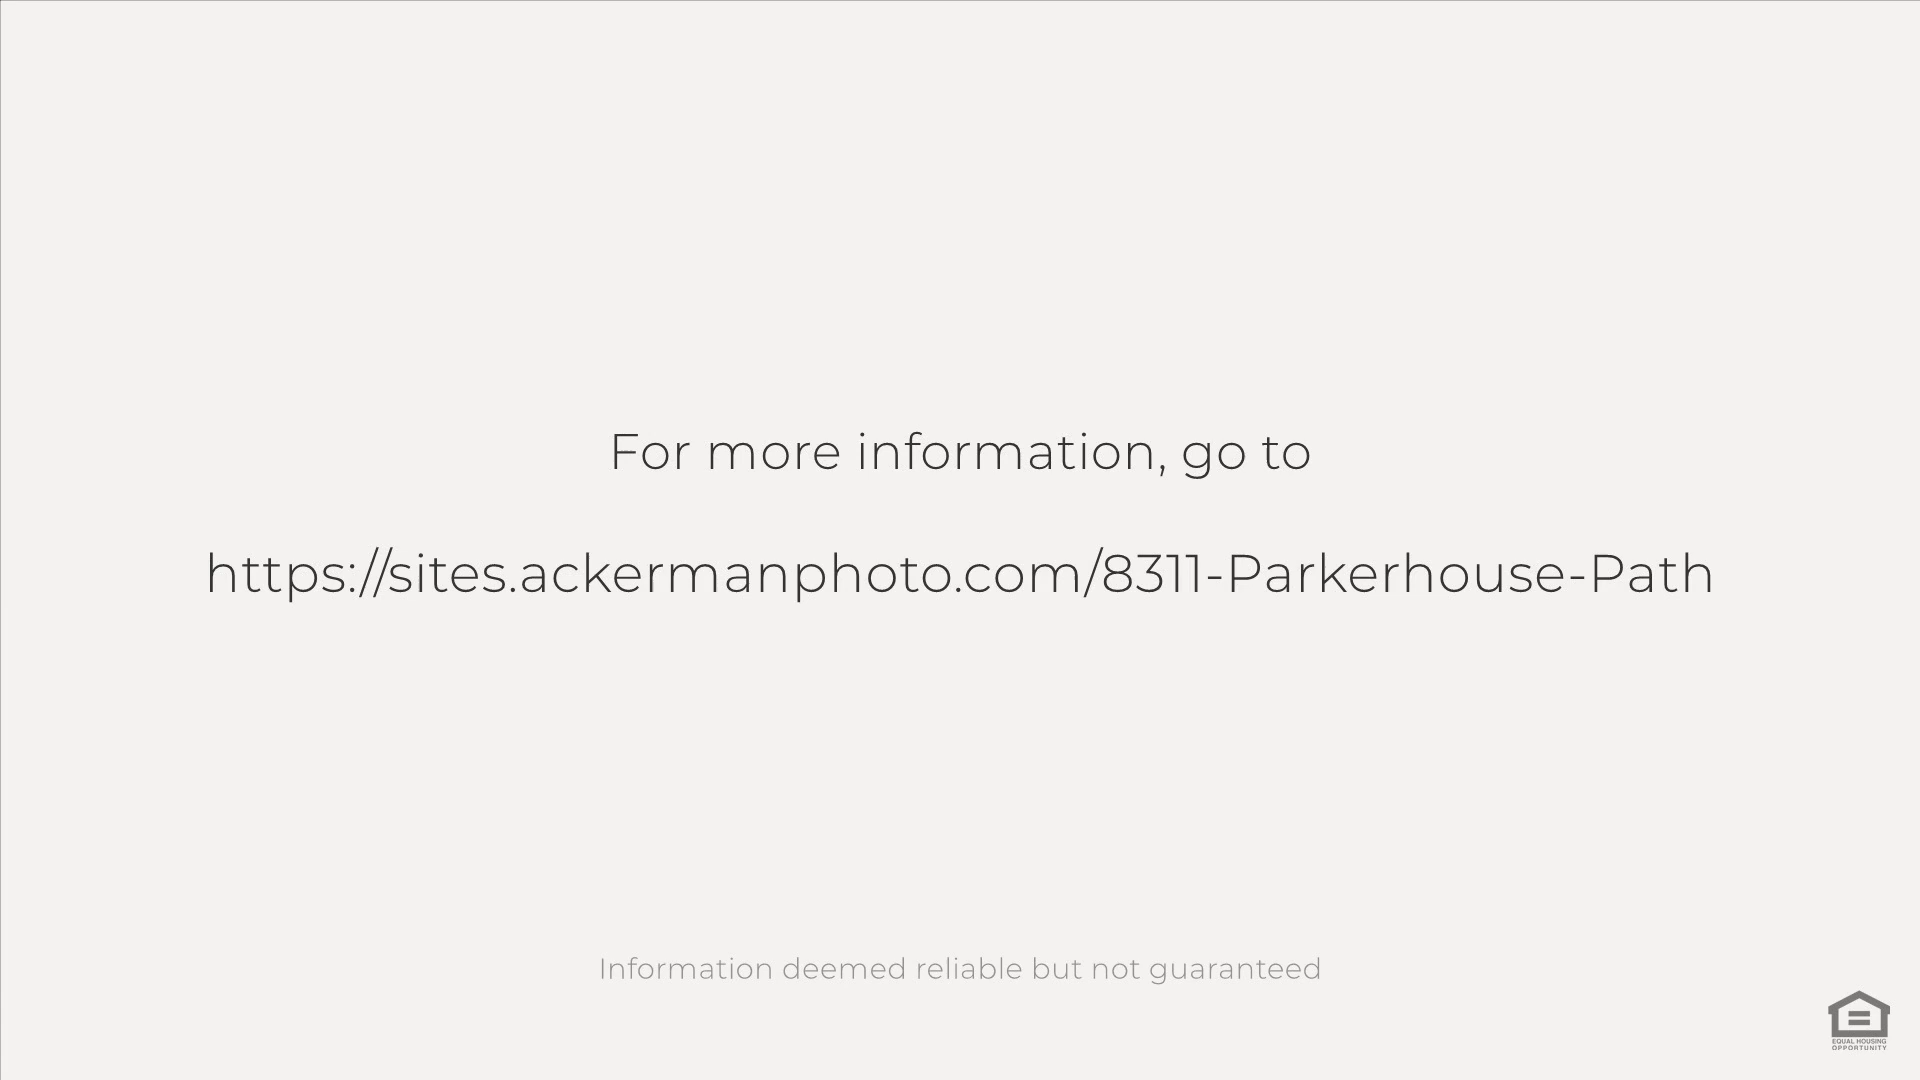 For more information, go to
https://sites.ackermanphoto.com/8311-Parkerhouse-Path
Information deemed reliable but not guaranteed
EQUAL HOUSING
OPPORTUNITY